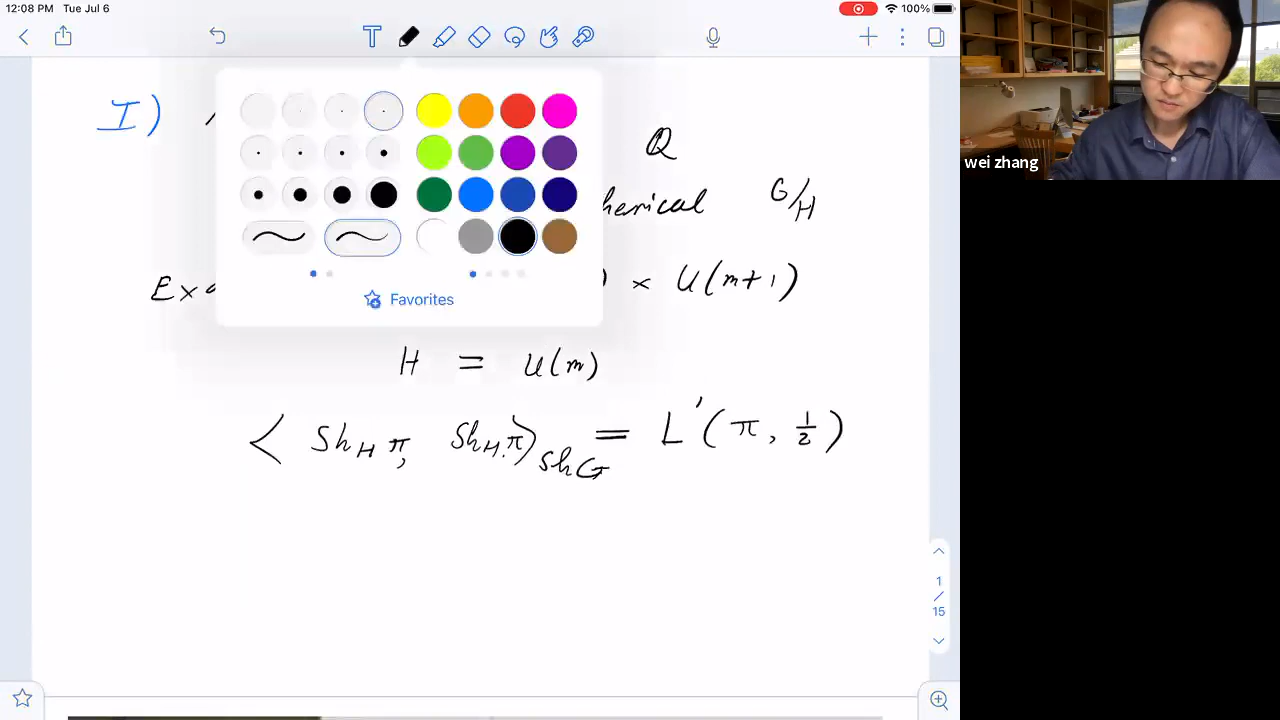 12:08 PM Tue Jul 6 100%
wei zhang
I)
ℚ
herical G/H
Exa ) × U(m+1)
H = U(m)
< Sh_H π, Sh_H, π >_Sh_G = L'(π, 1/2)
Favorites
1
/
15